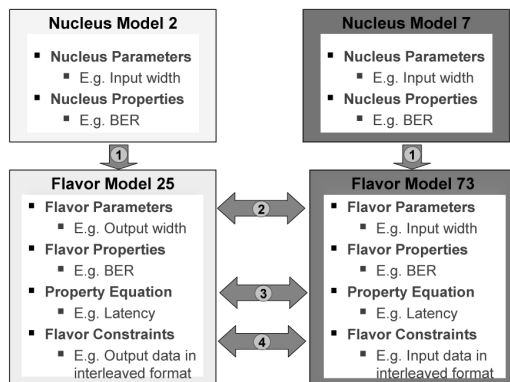 Nucleus Model 2
▪ Nucleus Parameters
▪ E.g. Input width
▪ Nucleus Properties
▪ E.g. BER
Nucleus Model 7
▪ Nucleus Parameters
▪ E.g. Input width
▪ Nucleus Properties
▪ E.g. BER
1
1
Flavor Model 25
▪ Flavor Parameters
▪ E.g. Output width
▪ Flavor Properties
▪ E.g. BER
▪ Property Equation
▪ E.g. Latency
▪ Flavor Constraints
▪ E.g. Output data in
interleaved format
2
3
4
Flavor Model 73
▪ Flavor Parameters
▪ E.g. Input width
▪ Flavor Properties
▪ E.g. BER
▪ Property Equation
▪ E.g. Latency
▪ Flavor Constraints
▪ E.g. Input data in
interleaved format